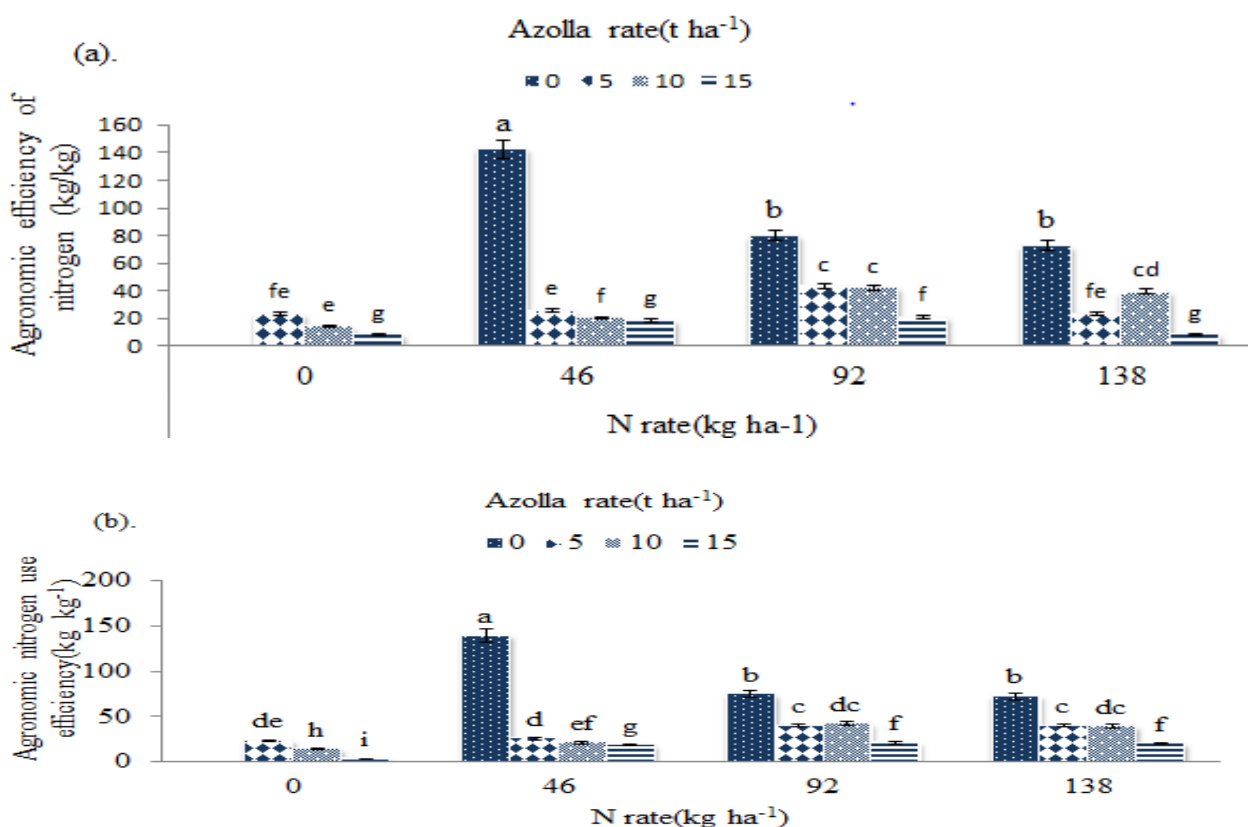 Azolla rate(t ha⁻¹)
(a).
0 5 10 15
Agronomic efficiency of
nitrogen (kg/kg)
160
140
120
100
80
60
40
20
0
fe e g
a e f g
b c c f
b fe cd g
0 46 92 138
N rate(kg ha-1)
Azolla rate(t ha⁻¹)
(b).
0 5 10 15
Agronomic nitrogen use
efficiency(kg kg⁻¹)
200
150
100
50
0
de h i
a d ef g
b c dc f
b c dc f
0 46 92 138
N rate(kg ha⁻¹)